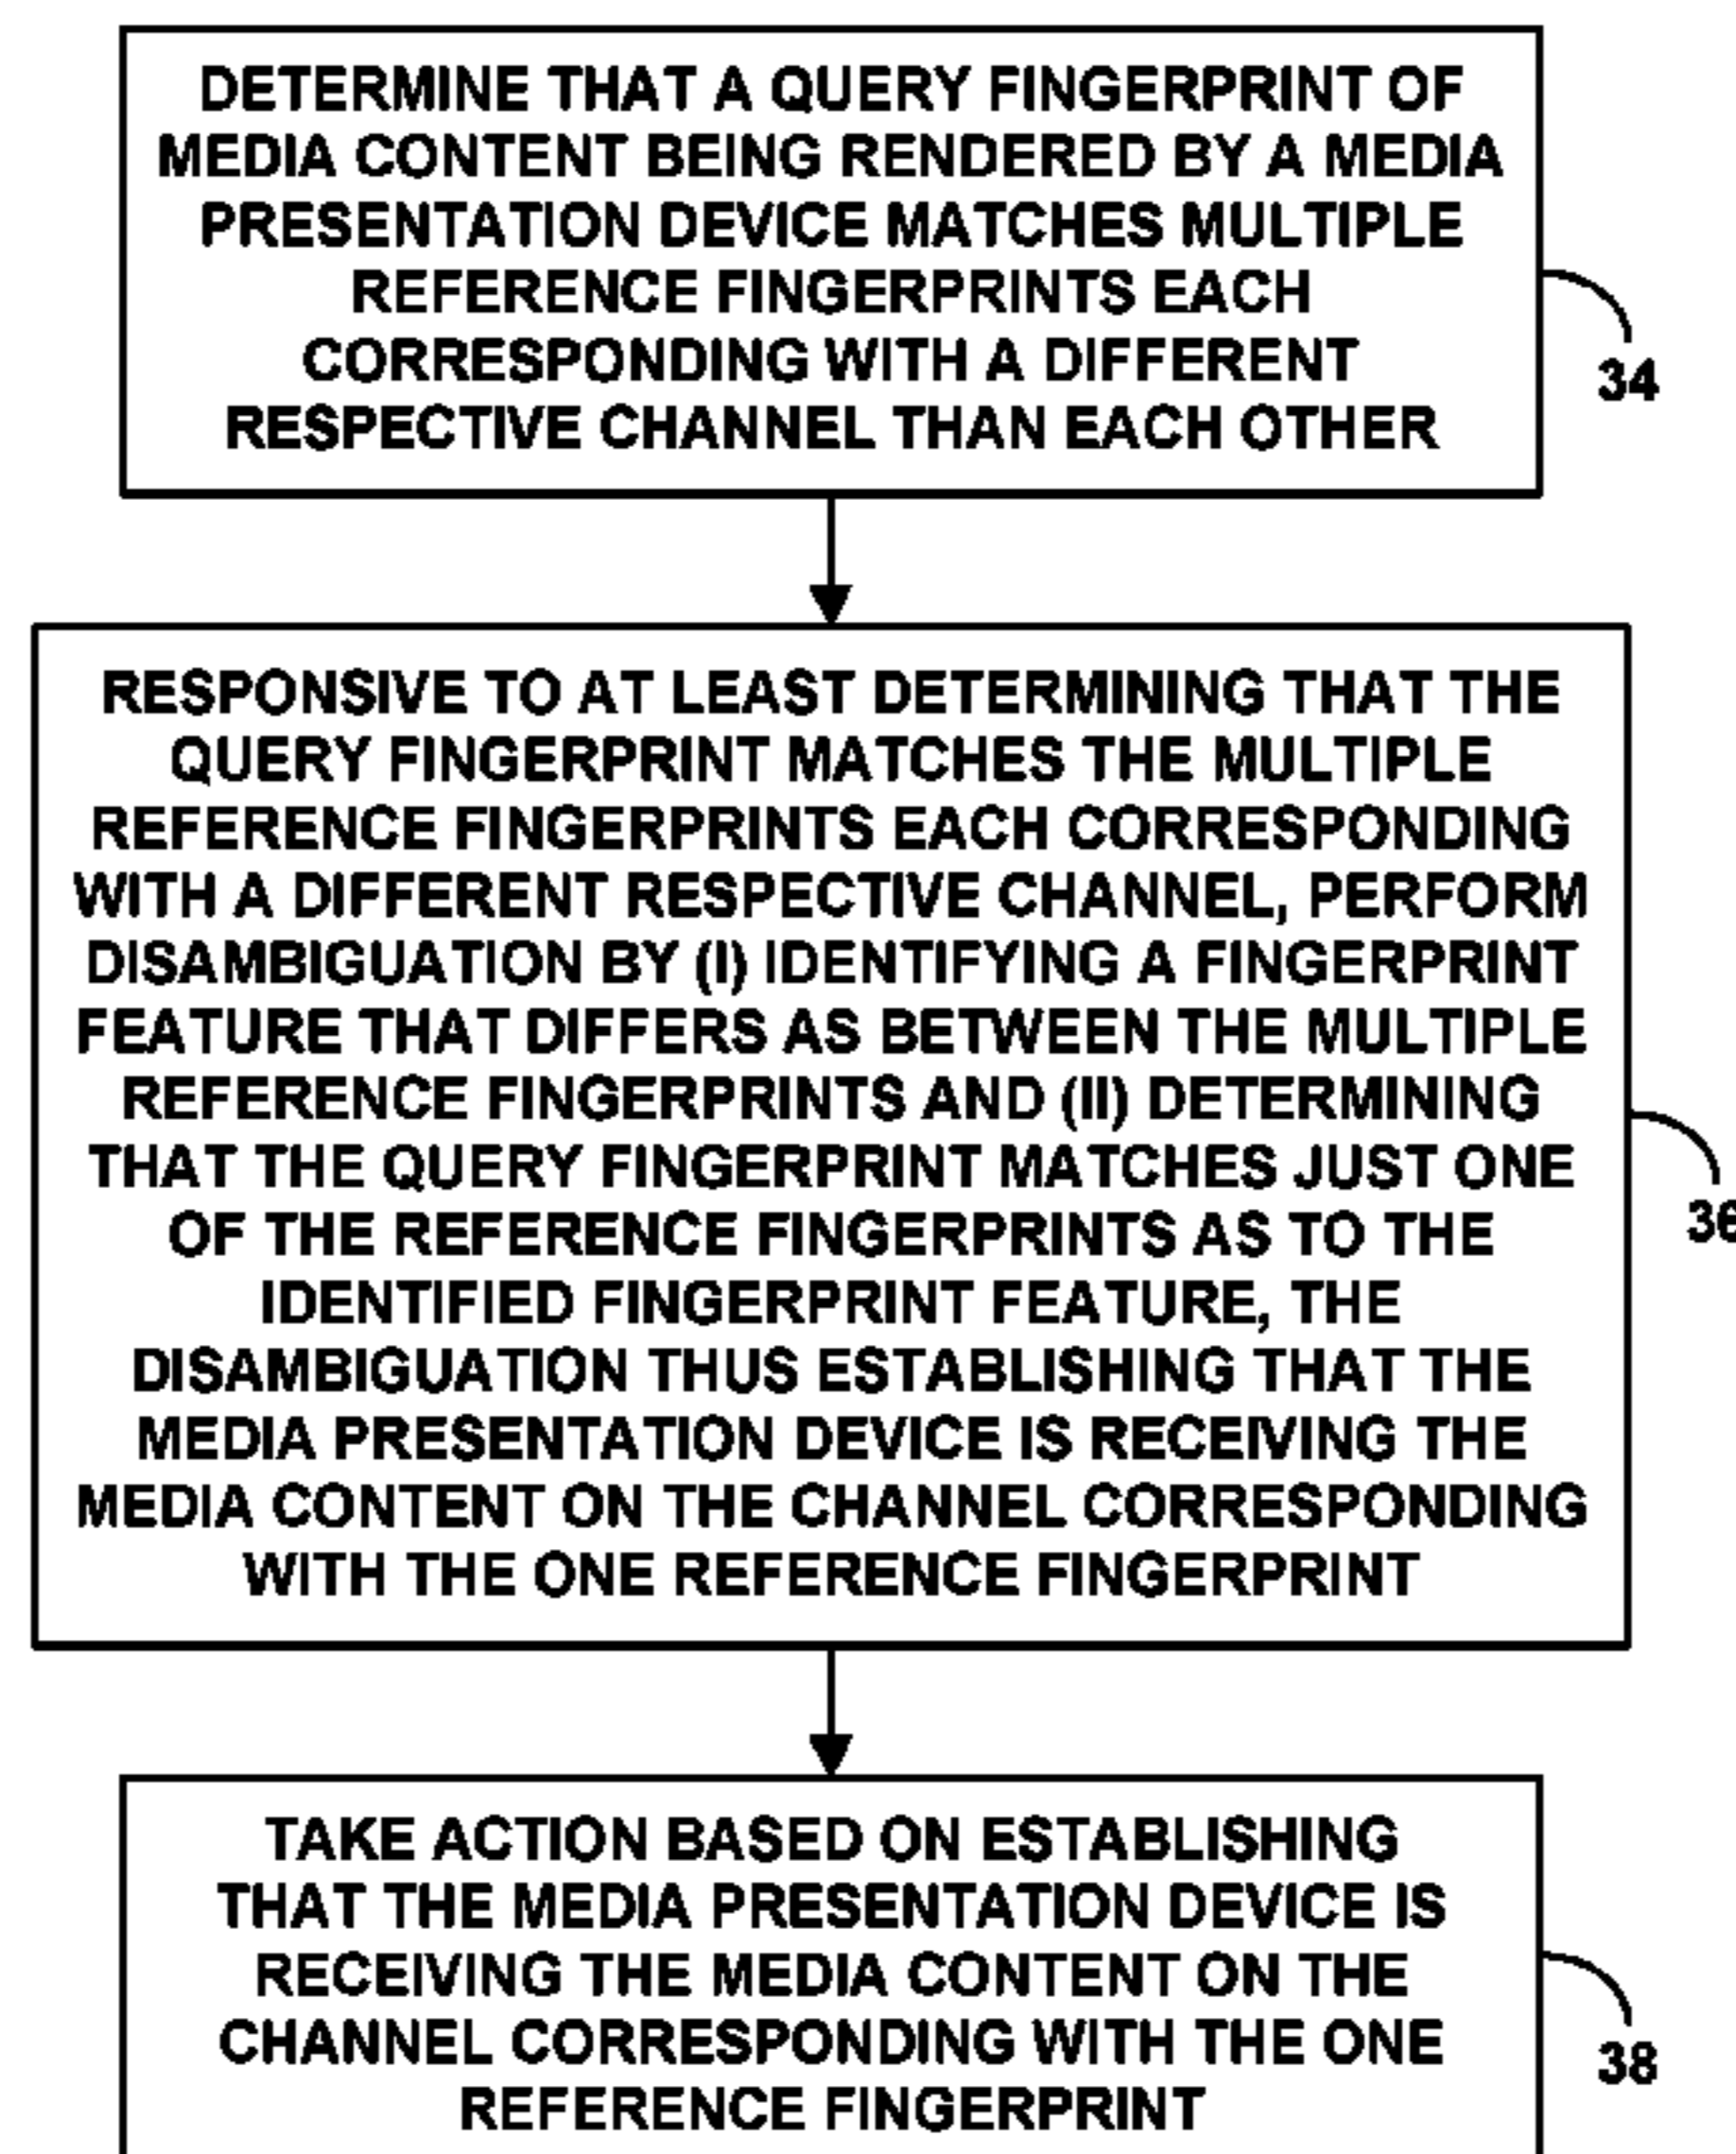 DETERMINE THAT A QUERY FINGERPRINT OF
MEDIA CONTENT BEING RENDERED BY A MEDIA
PRESENTATION DEVICE MATCHES MULTIPLE
REFERENCE FINGERPRINTS EACH
CORRESPONDING WITH A DIFFERENT
RESPECTIVE CHANNEL THAN EACH OTHER
34
RESPONSIVE TO AT LEAST DETERMINING THAT THE
QUERY FINGERPRINT MATCHES THE MULTIPLE
REFERENCE FINGERPRINTS EACH CORRESPONDING
WITH A DIFFERENT RESPECTIVE CHANNEL, PERFORM
DISAMBIGUATION BY (I) IDENTIFYING A FINGERPRINT
FEATURE THAT DIFFERS AS BETWEEN THE MULTIPLE
REFERENCE FINGERPRINTS AND (II) DETERMINING
THAT THE QUERY FINGERPRINT MATCHES JUST ONE
OF THE REFERENCE FINGERPRINTS AS TO THE
IDENTIFIED FINGERPRINT FEATURE, THE
DISAMBIGUATION THUS ESTABLISHING THAT THE
MEDIA PRESENTATION DEVICE IS RECEIVING THE
MEDIA CONTENT ON THE CHANNEL CORRESPONDING
WITH THE ONE REFERENCE FINGERPRINT
36
TAKE ACTION BASED ON ESTABLISHING
THAT THE MEDIA PRESENTATION DEVICE IS
RECEIVING THE MEDIA CONTENT ON THE
CHANNEL CORRESPONDING WITH THE ONE
REFERENCE FINGERPRINT
38